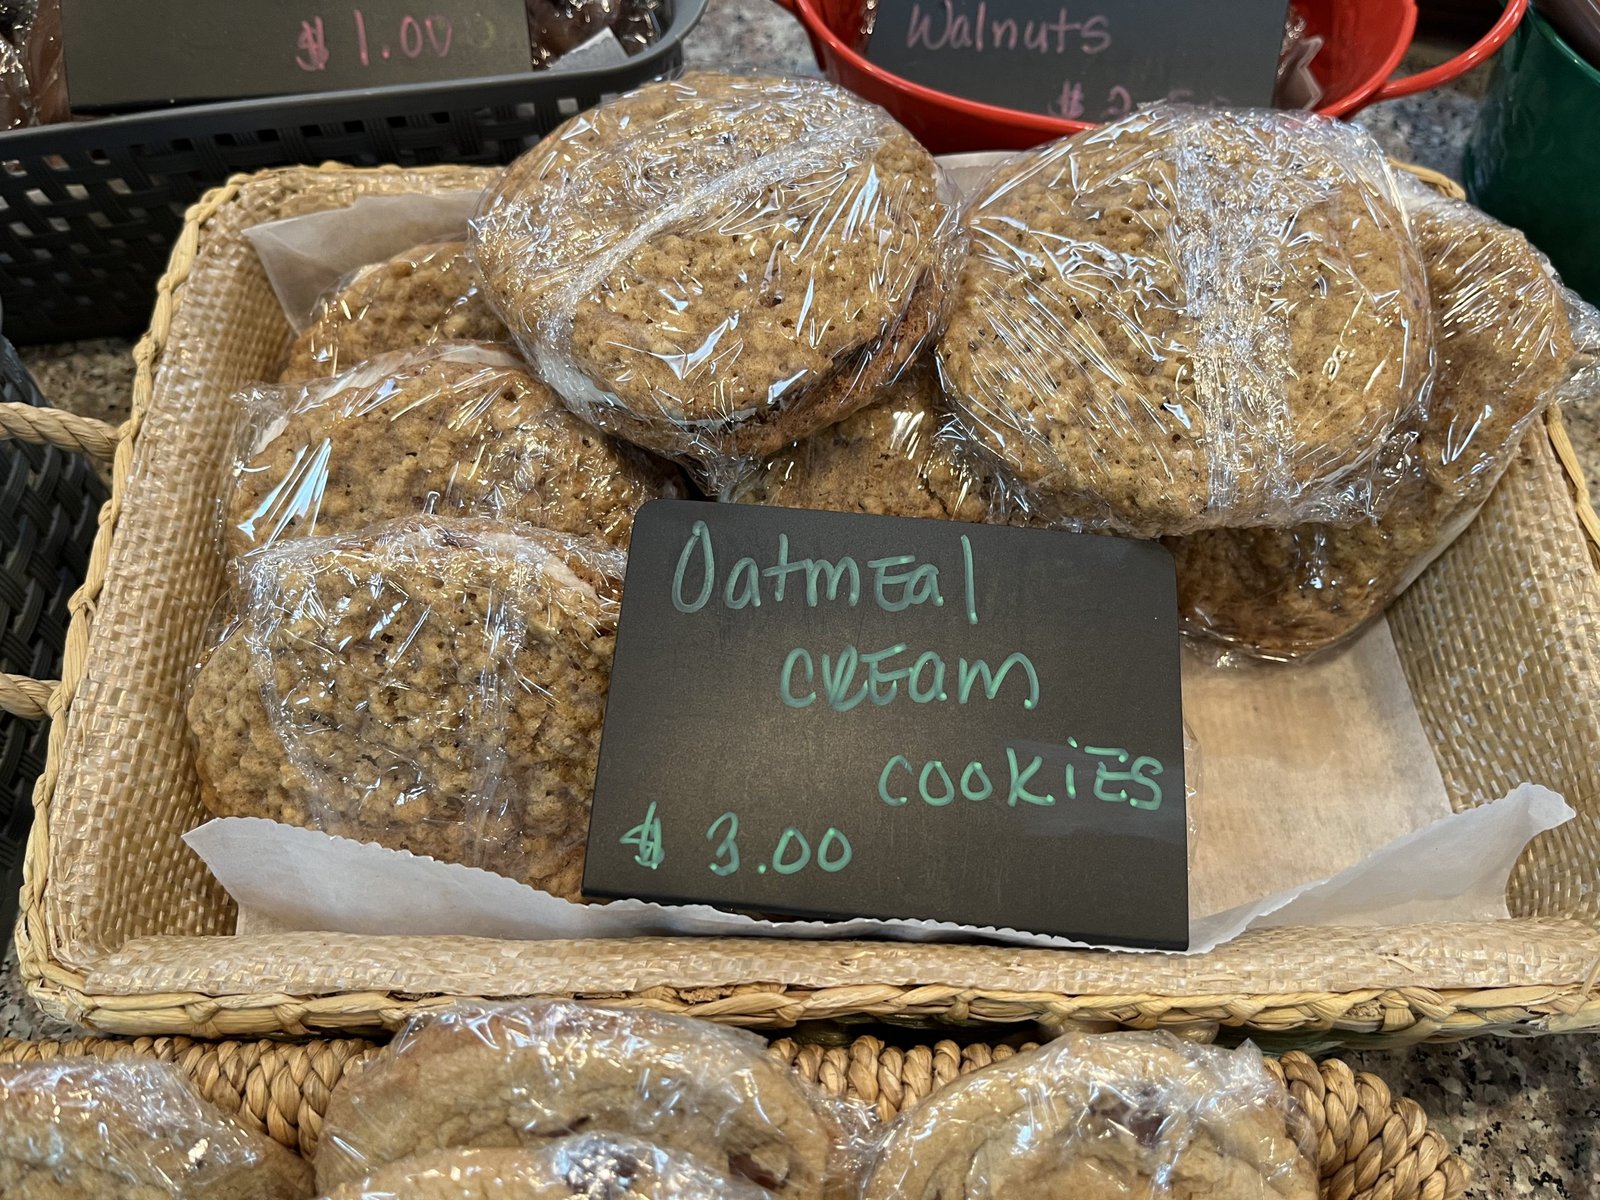 $1.00
Walnuts
Oatmeal
cream
cookies
$3.00